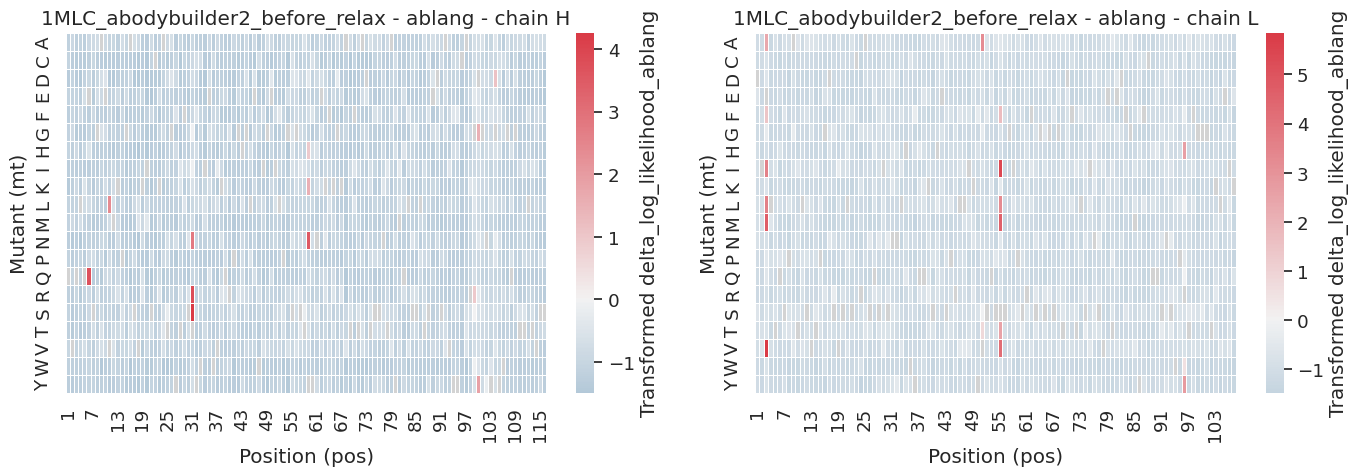 1MLC_abodybuilder2_before_relax - ablang - chain H
Mutant (mt)
A
C
D
E
F
G
H
I
K
L
M
N
P
Q
R
S
T
V
W
Y
1 7 13 19 25 31 37 43 49 55 61 67 73 79 85 91 97 103 109 115
Position (pos)
4
3
2
1
0
−1
Transformed delta_log_likelihood_ablang
1MLC_abodybuilder2_before_relax - ablang - chain L
Mutant (mt)
A
C
D
E
F
G
H
I
K
L
M
N
P
Q
R
S
T
V
W
Y
1 7 13 19 25 31 37 43 49 55 61 67 73 79 85 91 97 103
Position (pos)
5
4
3
2
1
0
−1
Transformed delta_log_likelihood_ablang